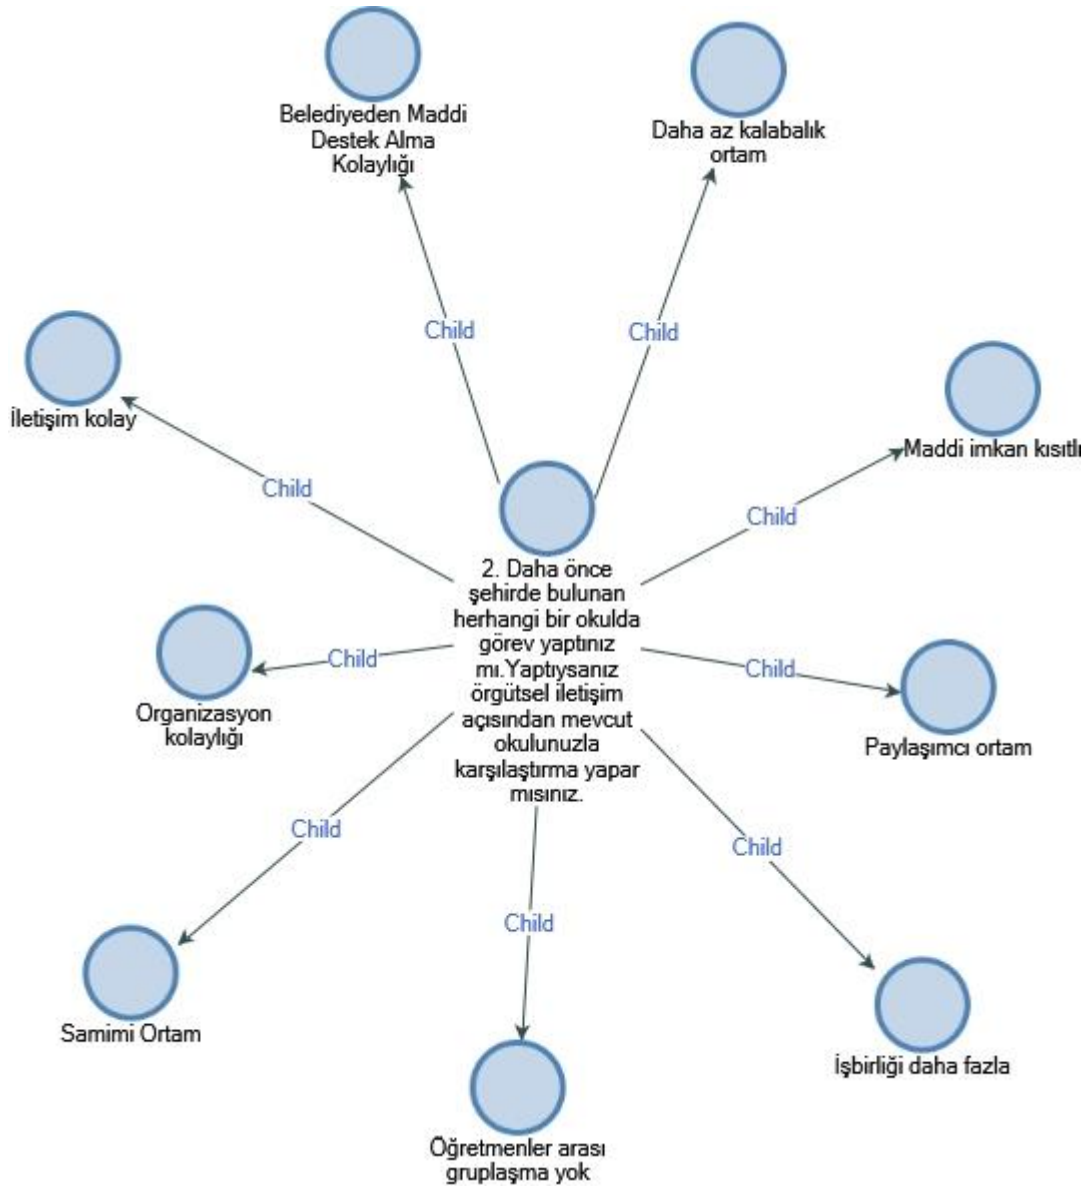 Belediyeden Maddi
Destek Alma
Kolaylığı
Daha az kalabalık
ortam
Child
Child
İletişim kolay
Maddi imkan kısıtlı
Child
Child
2. Daha önce
şehirde bulunan
herhangi bir okulda
görev yaptınız
mı.Yaptıysanız
örgütsel iletişim
açısından mevcut
okulunuzla
karşılaştırma yapar
mısınız.
Child
Child
Organizasyon
kolaylığı
Paylaşımcı ortam
Child
Child
Child
Samimi Ortam
İşbirliği daha fazla
Öğretmenler arası
gruplaşma yok